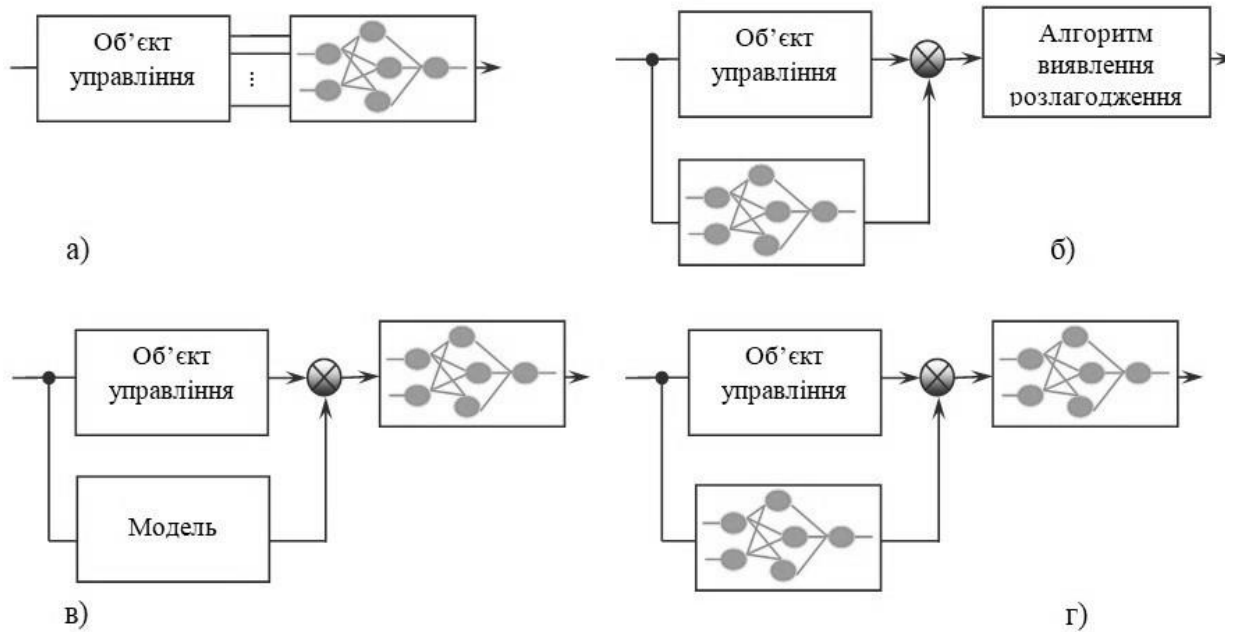 Об’єкт
управління
⋮
а)
Об’єкт
управління
Алгоритм
виявлення
розлагодження
б)
Об’єкт
управління
Модель
в)
Об’єкт
управління
г)